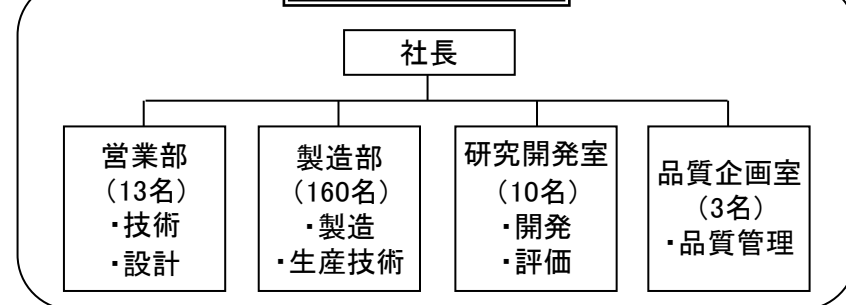 社長
営業部
(13名)
・技術
・設計
製造部
(160名)
・製造
・生産技術
研究開発室
(10名)
・開発
・評価
品質企画室
(3名)
・品質管理